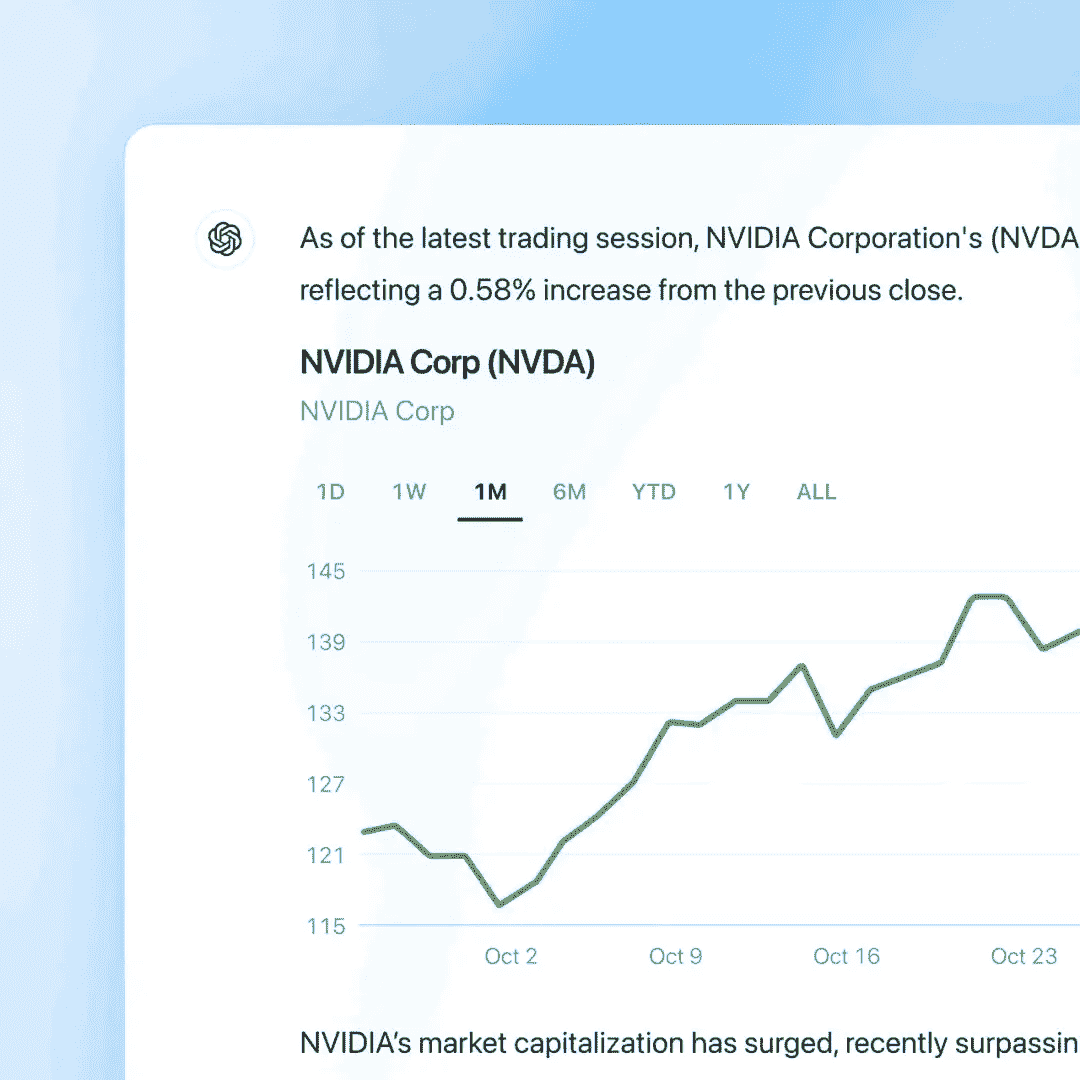 As of the latest trading session, NVIDIA Corporation's (NVDA
reflecting a 0.58% increase from the previous close.
NVIDIA Corp (NVDA)
NVIDIA Corp
1D 1W 1M 6M YTD 1Y ALL
145
139
133
127
121
115
Oct 2 Oct 9 Oct 16 Oct 23
NVIDIA’s market capitalization has surged, recently surpassin